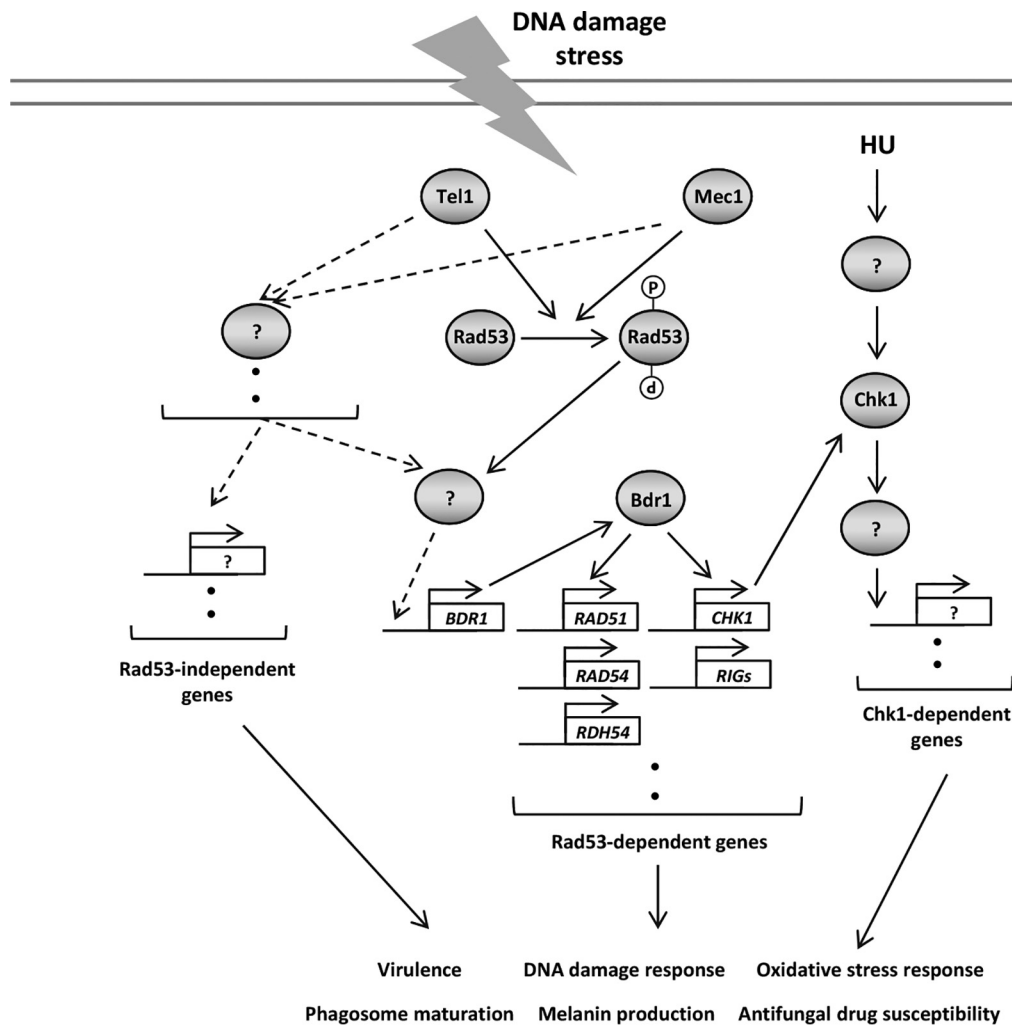 DNA damage
stress
HU
Tel1
Mec1
?
P
?
Rad53
Rad53
d
Chk1
?
Bdr1
?
?
BDR1
RAD51
CHK1
?
RAD54
RIGs
RDH54
Rad53-independent
genes
Chk1-dependent
genes
Rad53-dependent genes
Virulence
DNA damage response
Oxidative stress response
Phagosome maturation
Melanin production
Antifungal drug susceptibility